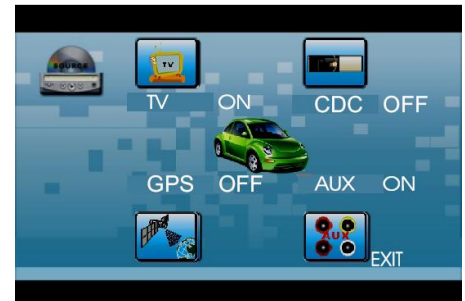 SOURCE
TV
TV ON CDC OFF
GPS OFF AUX ON
AUX
EXIT